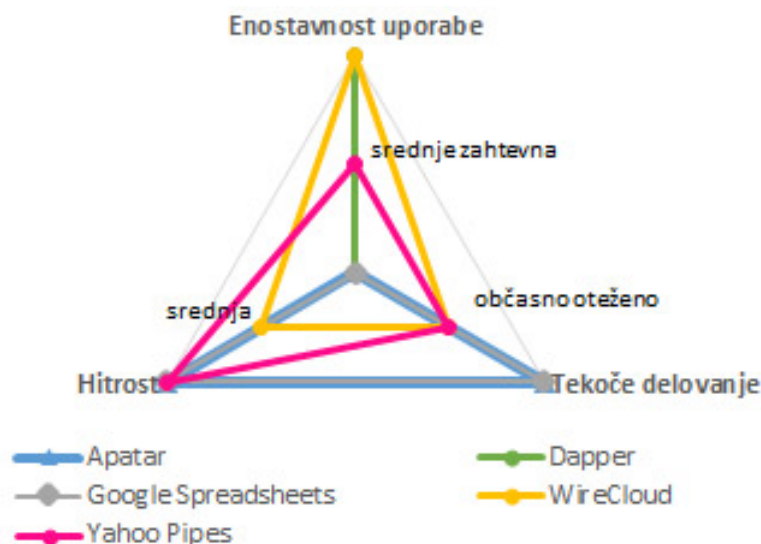 Enostavnost uporabe
srednje zahtevna
srednja
občasno oteženo
Hitrost
Tekoče delovanje
Apatar
Dapper
Google Spreadsheets
WireCloud
Yahoo Pipes